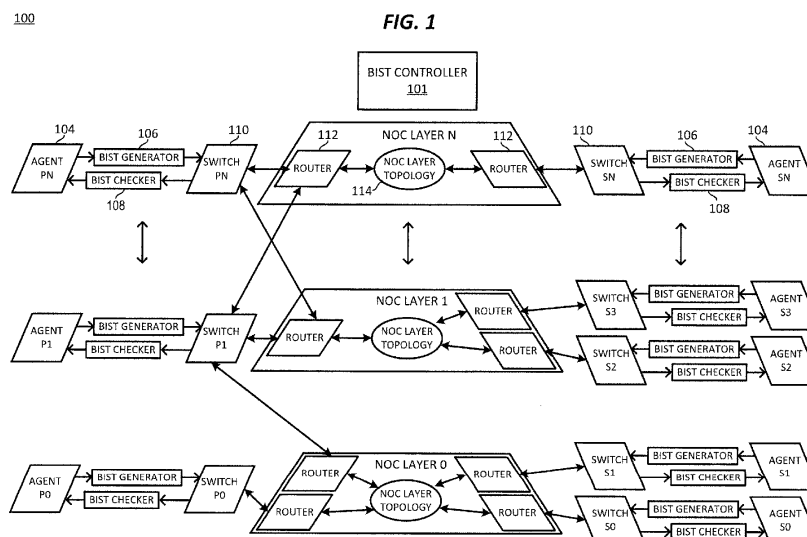 100
FIG. 1
BIST CONTROLLER
101
104
106
110
112
NOC LAYER N
112
110
106
104
AGENT
PN
BIST GENERATOR
BIST CHECKER
108
SWITCH
PN
ROUTER
NOC LAYER
TOPOLOGY
114
ROUTER
SWITCH
SN
BIST GENERATOR
BIST CHECKER
108
AGENT
SN
AGENT
P1
BIST GENERATOR
BIST CHECKER
SWITCH
P1
NOC LAYER 1
ROUTER
NOC LAYER
TOPOLOGY
ROUTER
ROUTER
SWITCH
S3
BIST GENERATOR
BIST CHECKER
AGENT
S3
SWITCH
S2
BIST GENERATOR
BIST CHECKER
AGENT
S2
AGENT
P0
BIST GENERATOR
BIST CHECKER
SWITCH
P0
NOC LAYER 0
ROUTER
ROUTER
NOC LAYER
TOPOLOGY
ROUTER
ROUTER
SWITCH
S1
BIST GENERATOR
BIST CHECKER
AGENT
S1
SWITCH
S0
BIST GENERATOR
BIST CHECKER
AGENT
S0